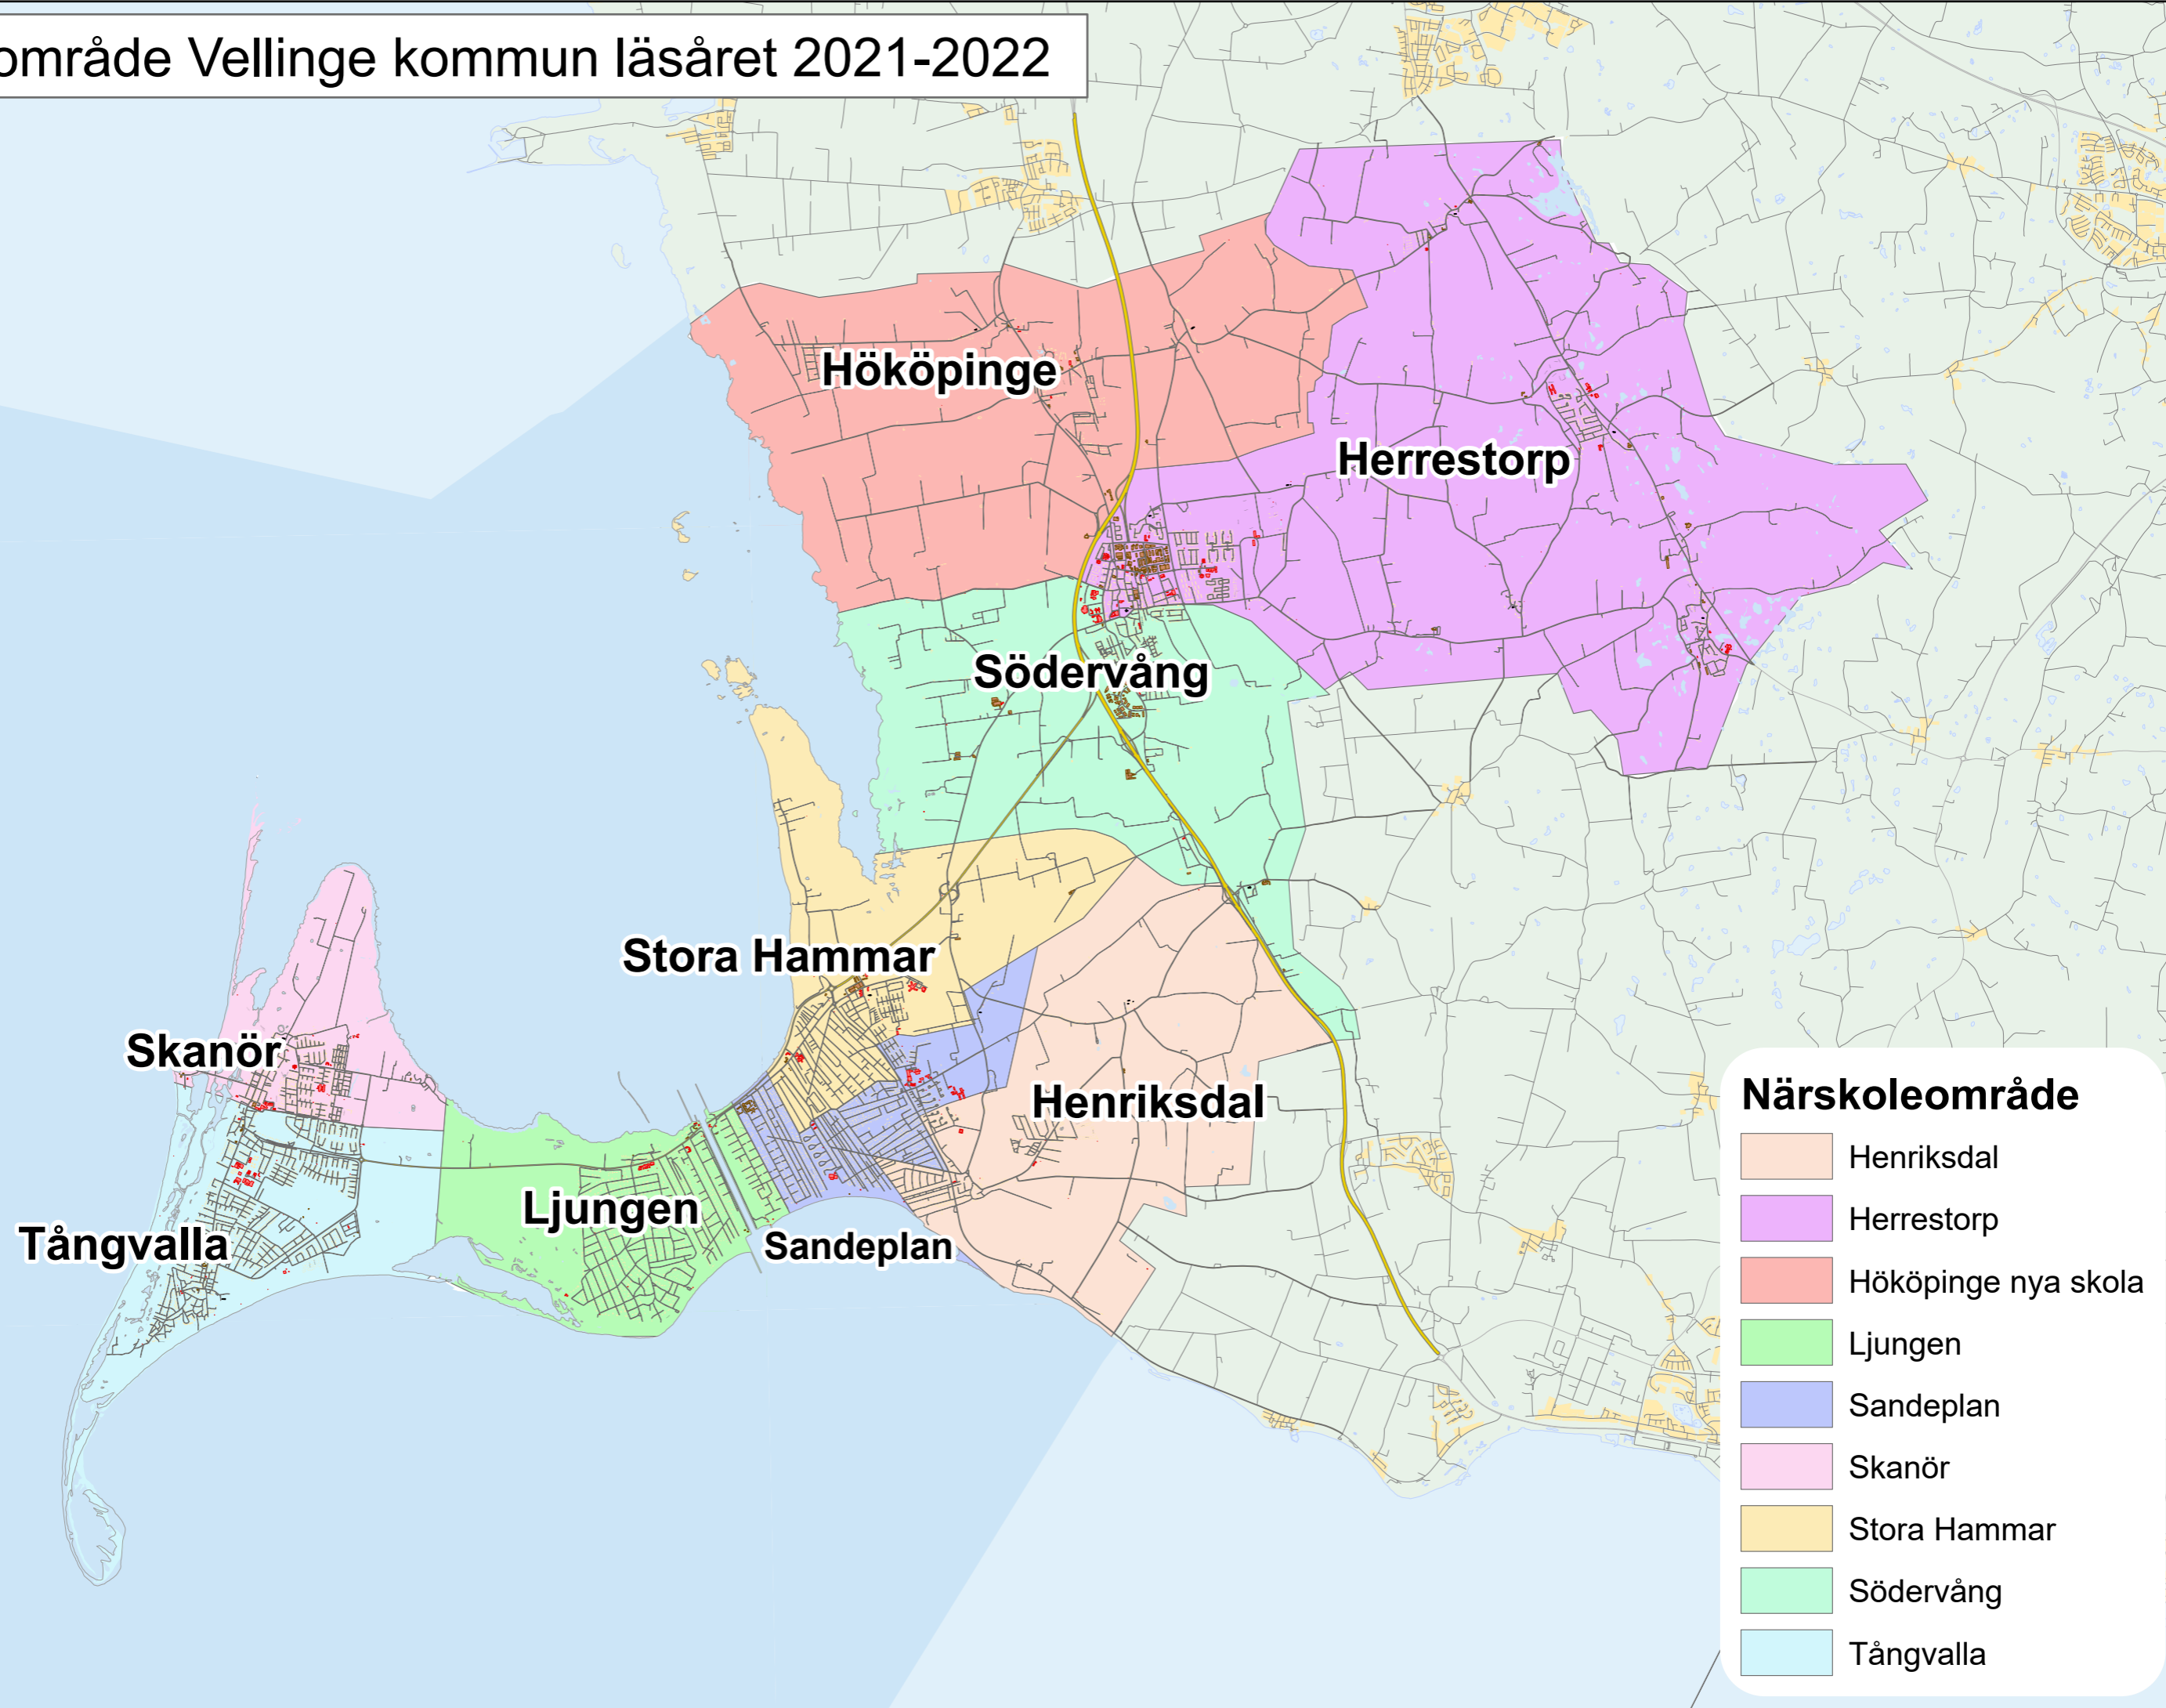 område Vellinge kommun läsåret 2021-2022
Hököpinge
Herrestorp
Södervång
Stora Hammar
Skanör
Henriksdal
Ljungen
Tångvalla
Sandeplan
Närskoleområde
Henriksdal
Herrestorp
Hököpinge nya skola
Ljungen
Sandeplan
Skanör
Stora Hammar
Södervång
Tångvalla